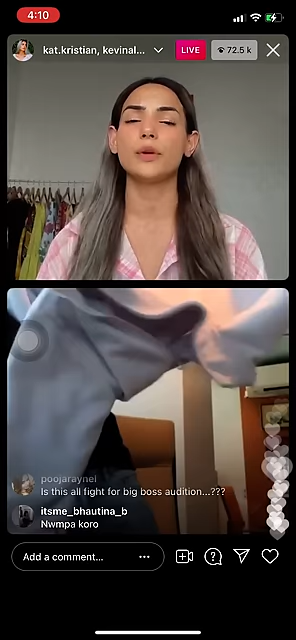 4:10
kat.kristian, kevinal...
LIVE
72.5 k
poojaraynel
Is this all fight for big boss audition...???
itsme_bhautina_b
Nwmpa koro
Add a comment...